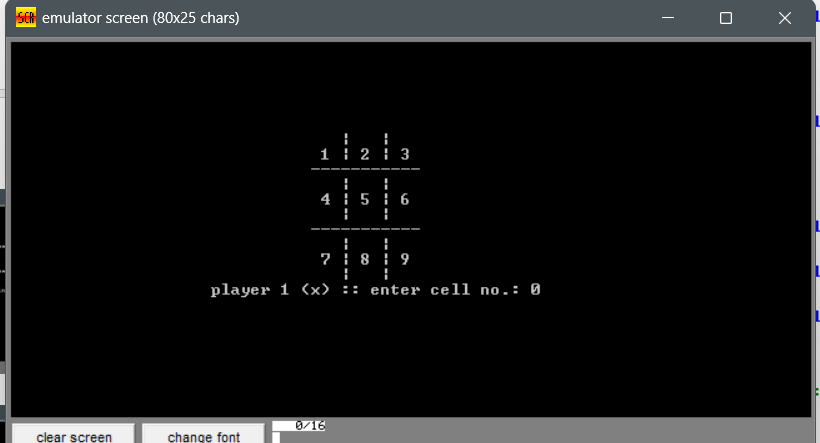 SCR
emulator screen (80x25 chars)
1 ¦ 2 ¦ 3
-----------
4 ¦ 5 ¦ 6
-----------
7 ¦ 8 ¦ 9
player 1 (x) :: enter cell no.: 0
clear screen
change font
0/16